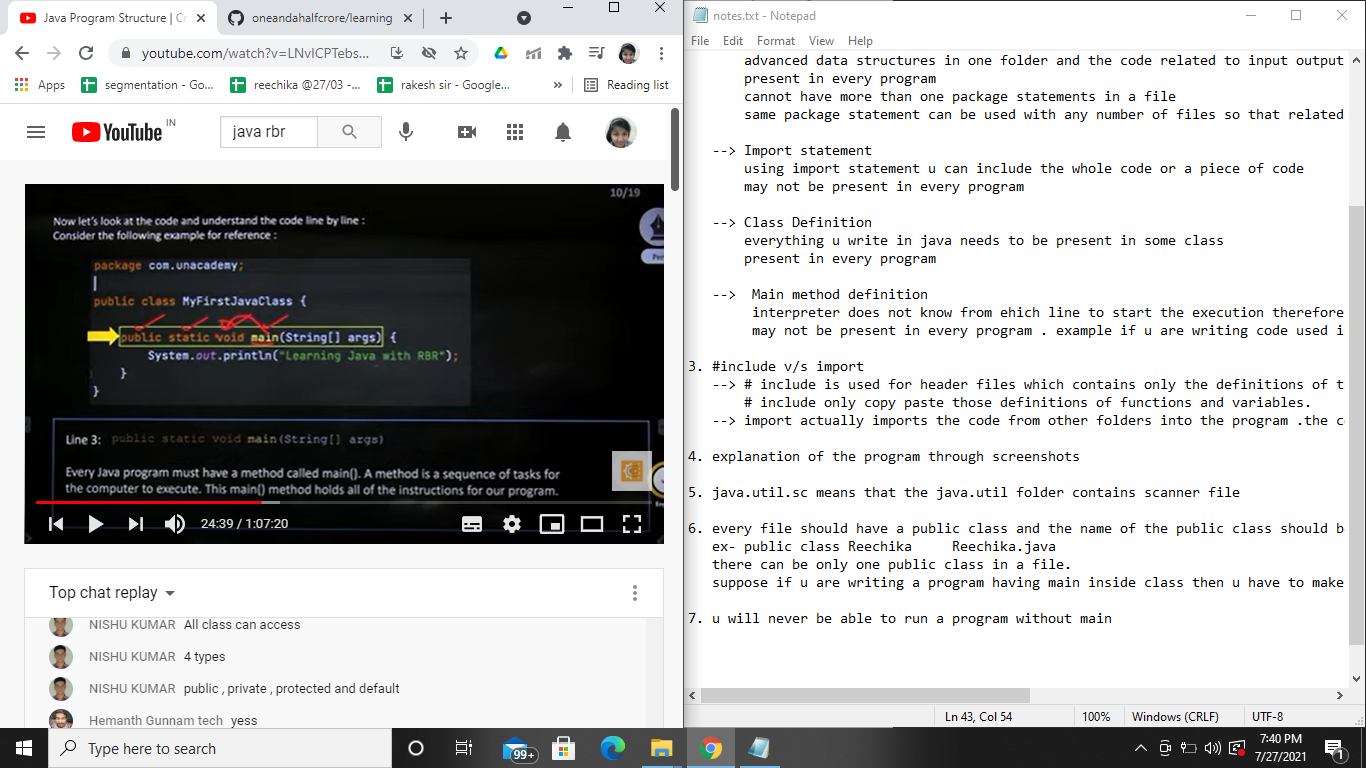 Java Program Structure | Cr
oneandahalfcrore/learning
youtube.com/watch?v=LNvlCPTebs...
Apps
segmentation - Go...
reechika @27/03 -...
rakesh sir - Google...
»
Reading list
YouTube IN
java rbr
10/19
Now let's look at the code and understand the code line by line :
Consider the following example for reference :
package com.unacademy;
public class MyFirstJavaClass {
public static void main(String[] args) {
System.out.println("Learning Java with RBR");
}
}
Line 3: public static void main(String[] args)
Every Java program must have a method called main(). A method is a sequence of tasks for
the computer to execute. This main() method holds all of the instructions for our program.
24:39 / 1:07:20
Top chat replay
NISHU KUMAR All class can access
NISHU KUMAR 4 types
NISHU KUMAR public , private , protected and default
Hemanth Gunnam tech yess
notes.txt - Notepad
File Edit Format View Help
advanced data structures in one folder and the code related to input output
present in every program
cannot have more than one package statements in a file
same package statement can be used with any number of files so that related
--> Import statement
using import statement u can include the whole code or a piece of code
may not be present in every program
--> Class Definition
everything u write in java needs to be present in some class
present in every program
--> Main method definition
interpreter does not know from ehich line to start the execution therefore
may not be present in every program . example if u are writing code used i
3. #include v/s import
--> # include is used for header files which contains only the definitions of t
# include only copy paste those definitions of functions and variables.
--> import actually imports the code from other folders into the program .the co
4. explanation of the program through screenshots
5. java.util.sc means that the java.util folder contains scanner file
6. every file should have a public class and the name of the public class should b
ex- public class Reechika Reechika.java
there can be only one public class in a file.
suppose if u are writing a program having main inside class then u have to make
7. u will never be able to run a program without main
Ln 43, Col 54
100%
Windows (CRLF)
UTF-8
Type here to search
99+
7:40 PM
7/27/2021
1